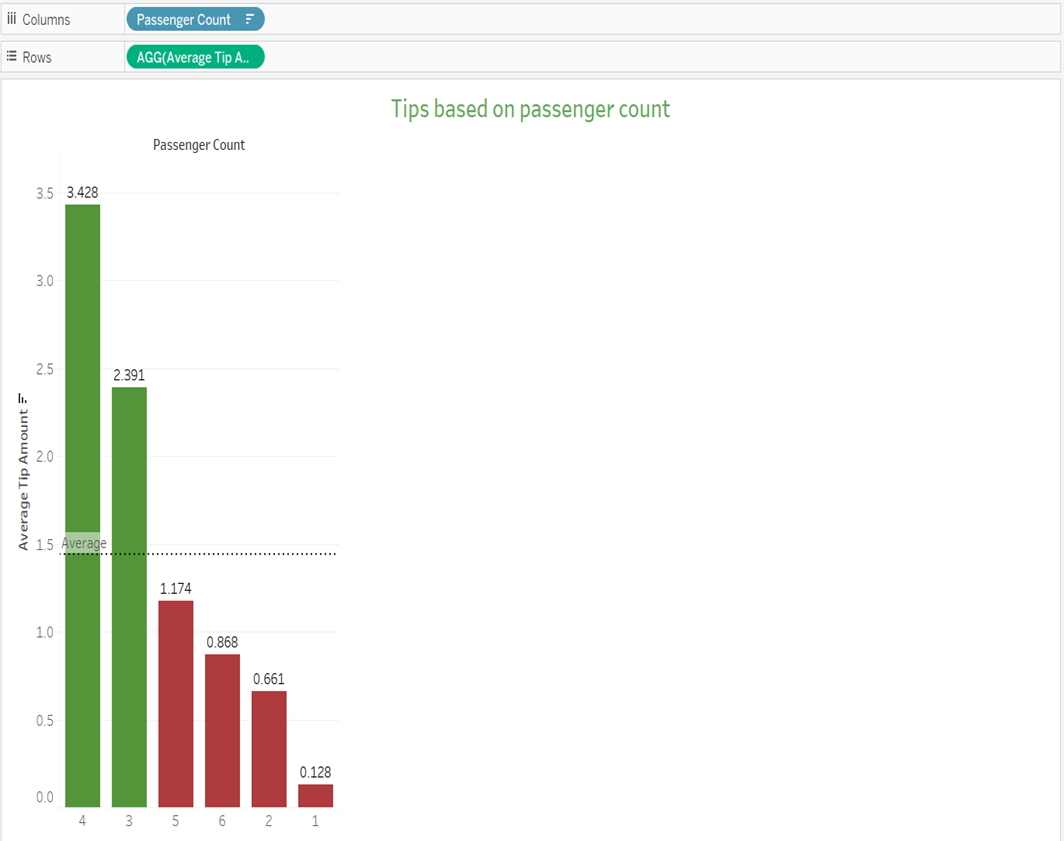 Columns
Passenger Count
Rows
AGG(Average Tip A..
Tips based on passenger count
Passenger Count
3.5
3.428
3.0
2.5
2.391
2.0
Average Tip Amount
1.5
Average
1.174
1.0
0.868
0.661
0.5
0.128
0.0
4 3 5 6 2 1